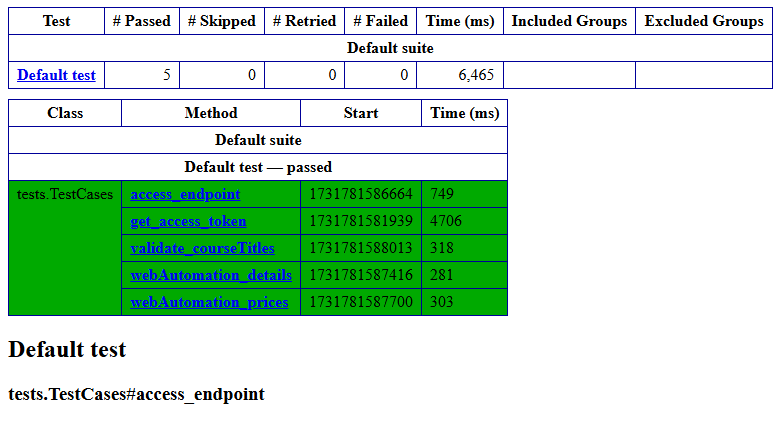 Test # Passed # Skipped # Retried # Failed Time (ms) Included Groups Excluded Groups
Default suite
Default test 5 0 0 0 6,465
Class Method Start Time (ms)
Default suite
Default test — passed
tests.TestCases access_endpoint 1731781586664 749
get_access_token 1731781581939 4706
validate_courseTitles 1731781588013 318
webAutomation_details 1731781587416 281
webAutomation_prices 1731781587700 303
Default test
tests.TestCases#access_endpoint